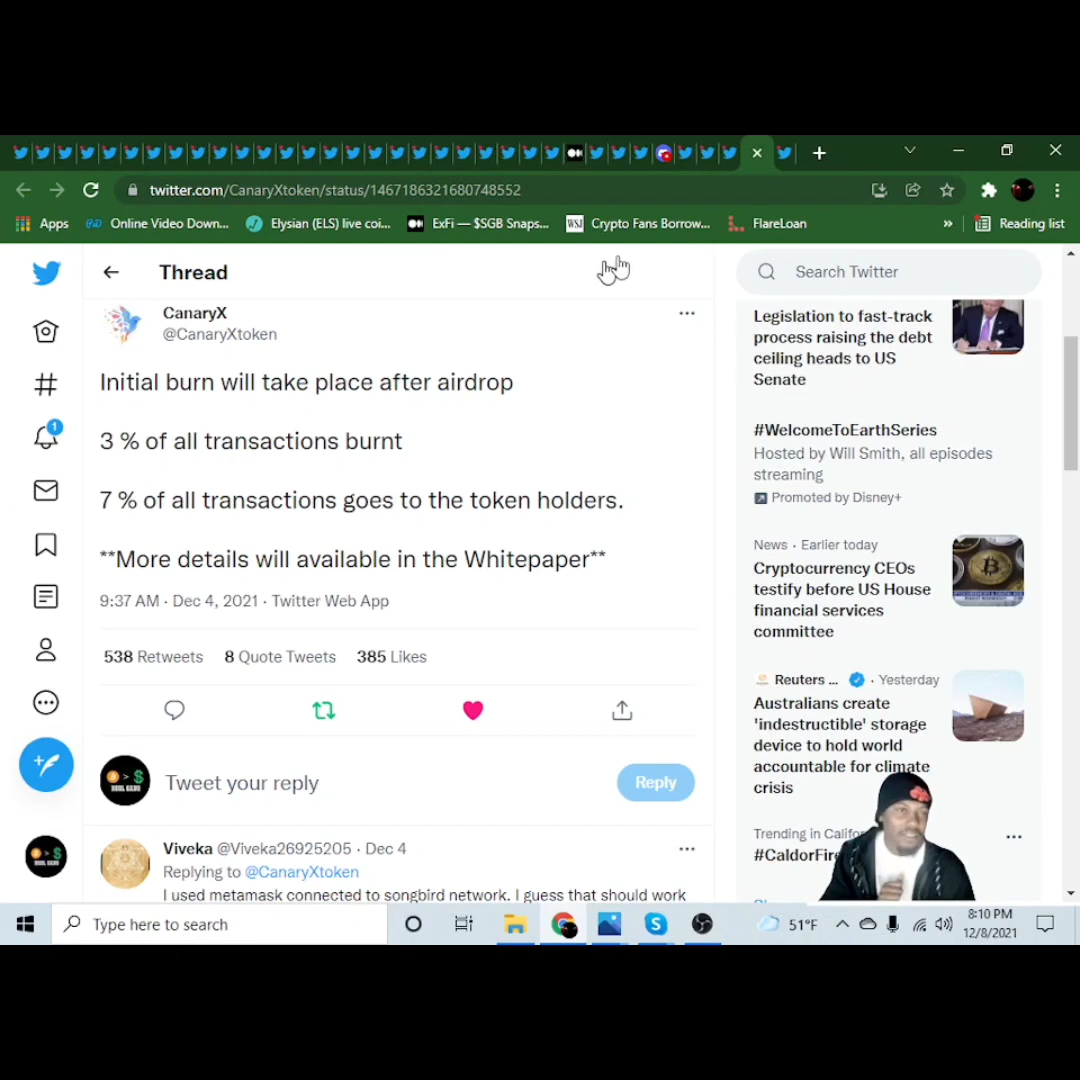 twitter.com/CanaryXtoken/status/1467186321680748552
Apps
Online Video Down...
Elysian (ELS) live coi...
ExFi — $SGB Snaps...
WSJ
Crypto Fans Borrow...
FlareLoan
»
Reading list
Thread
Search Twitter
CanaryX
@CanaryXtoken
Initial burn will take place after airdrop
3 % of all transactions burnt
7 % of all transactions goes to the token holders.
**More details will available in the Whitepaper**
9:37 AM · Dec 4, 2021 · Twitter Web App
538 Retweets 8 Quote Tweets 385 Likes
Tweet your reply
Reply
Viveka @Viveka26925205 · Dec 4
Replying to @CanaryXtoken
I used metamask connected to songbird network. I guess that should work
1
Legislation to fast-track
process raising the debt
ceiling heads to US
Senate
#WelcomeToEarthSeries
Hosted by Will Smith, all episodes
streaming
Promoted by Disney+
News · Earlier today
Cryptocurrency CEOs
testify before US House
financial services
committee
Reuters ... · Yesterday
Australians create
'indestructible' storage
device to hold world
accountable for climate
crisis
Trending in Califor
#CaldorFire
Type here to search
51°F
8:10 PM
12/8/2021